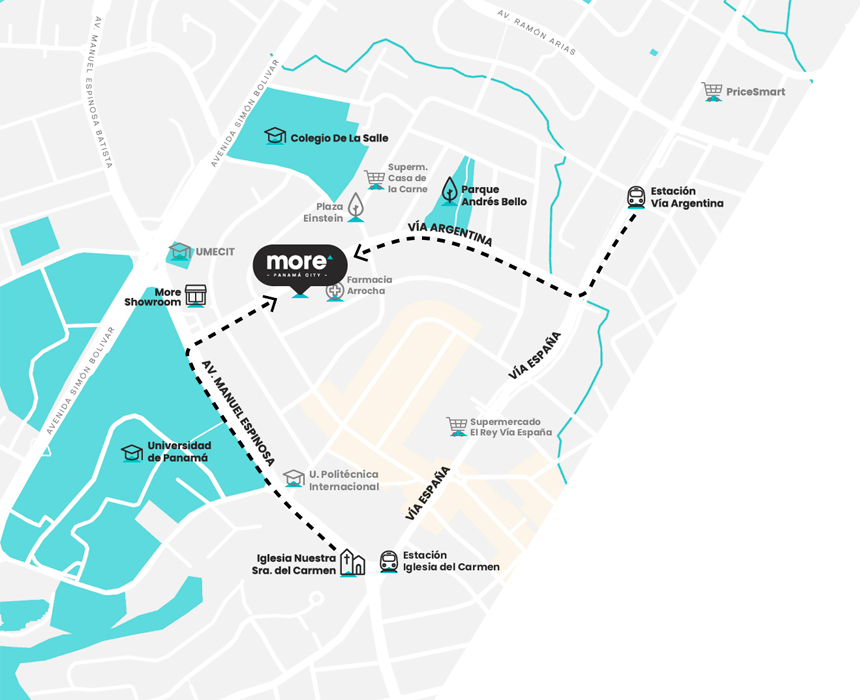 AV. RAMÓN ARIAS
AV. MANUEL ESPINOSA BATISTA
AVENIDA SIMÓN BOLIVAR
PriceSmart
Colegio De La Salle
Superm.
Casa de
la Carne
Parque
Andrés Bello
Estación
Vía Argentina
Plaza
Einstein
VÍA ARGENTINA
UMECIT
more
- PANAMÁ CITY -
Farmacia
Arrocha
More
Showroom
AVENIDA SIMÓN BOLIVAR
VÍA ESPAÑA
AV. MANUEL ESPINOSA
Supermercado
El Rey Vía España
Universidad
de Panamá
U. Politécnica
Internacional
VÍA ESPAÑA
Iglesia Nuestra
Sra. del Carmen
Estación
Iglesia del Carmen